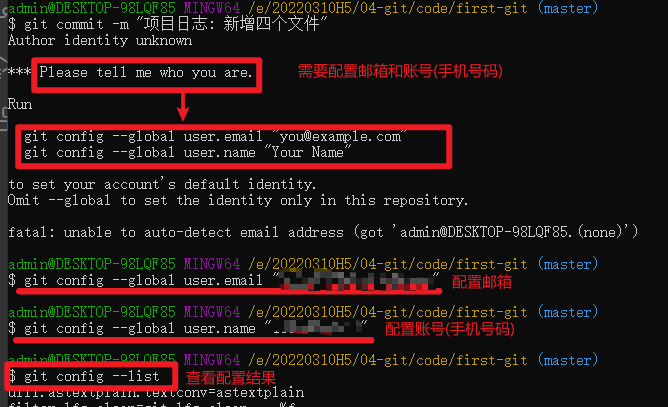 admin@DESKTOP-98LQF85 MINGW64 /e/20220310H5/04-git/code/first-git (master)
$ git commit -m "项目日志: 新增四个文件"
Author identity unknown
*** Please tell me who you are. 需要配置邮箱和账号(手机号码)
Run
git config --global user.email "you@example.com"
git config --global user.name "Your Name"
to set your account's default identity.
Omit --global to set the identity only in this repository.
fatal: unable to auto-detect email address (got 'admin@DESKTOP-98LQF85.(none)')
admin@DESKTOP-98LQF85 MINGW64 /e/20220310H5/04-git/code/first-git (master)
$ git config --global user.email " " 配置邮箱
admin@DESKTOP-98LQF85 MINGW64 /e/20220310H5/04-git/code/first-git (master)
$ git config --global user.name " " 配置账号(手机号码)
admin@DESKTOP-98LQF85 MINGW64 /e/20220310H5/04-git/code/first-git (master)
$ git config --list 查看配置结果
diff.astextplain.textconv=astextplain